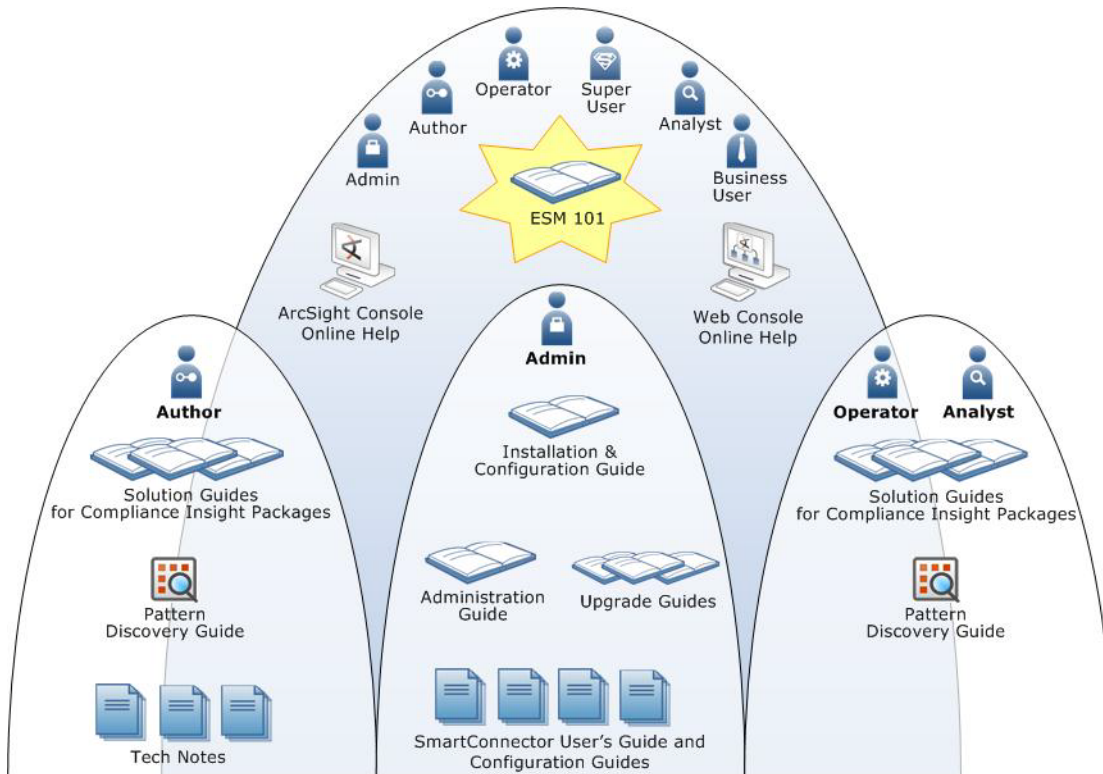 Operator
Super
User
Author
Analyst
Admin
Business
User
ESM 101
ArcSight Console
Online Help
Web Console
Online Help
Author
Solution Guides
for Compliance Insight Packages
Pattern
Discovery Guide
Tech Notes
Admin
Installation &
Configuration Guide
Administration
Guide
Upgrade Guides
SmartConnector User's Guide and
Configuration Guides
Operator
Analyst
Solution Guides
for Compliance Insight Packages
Pattern
Discovery Guide